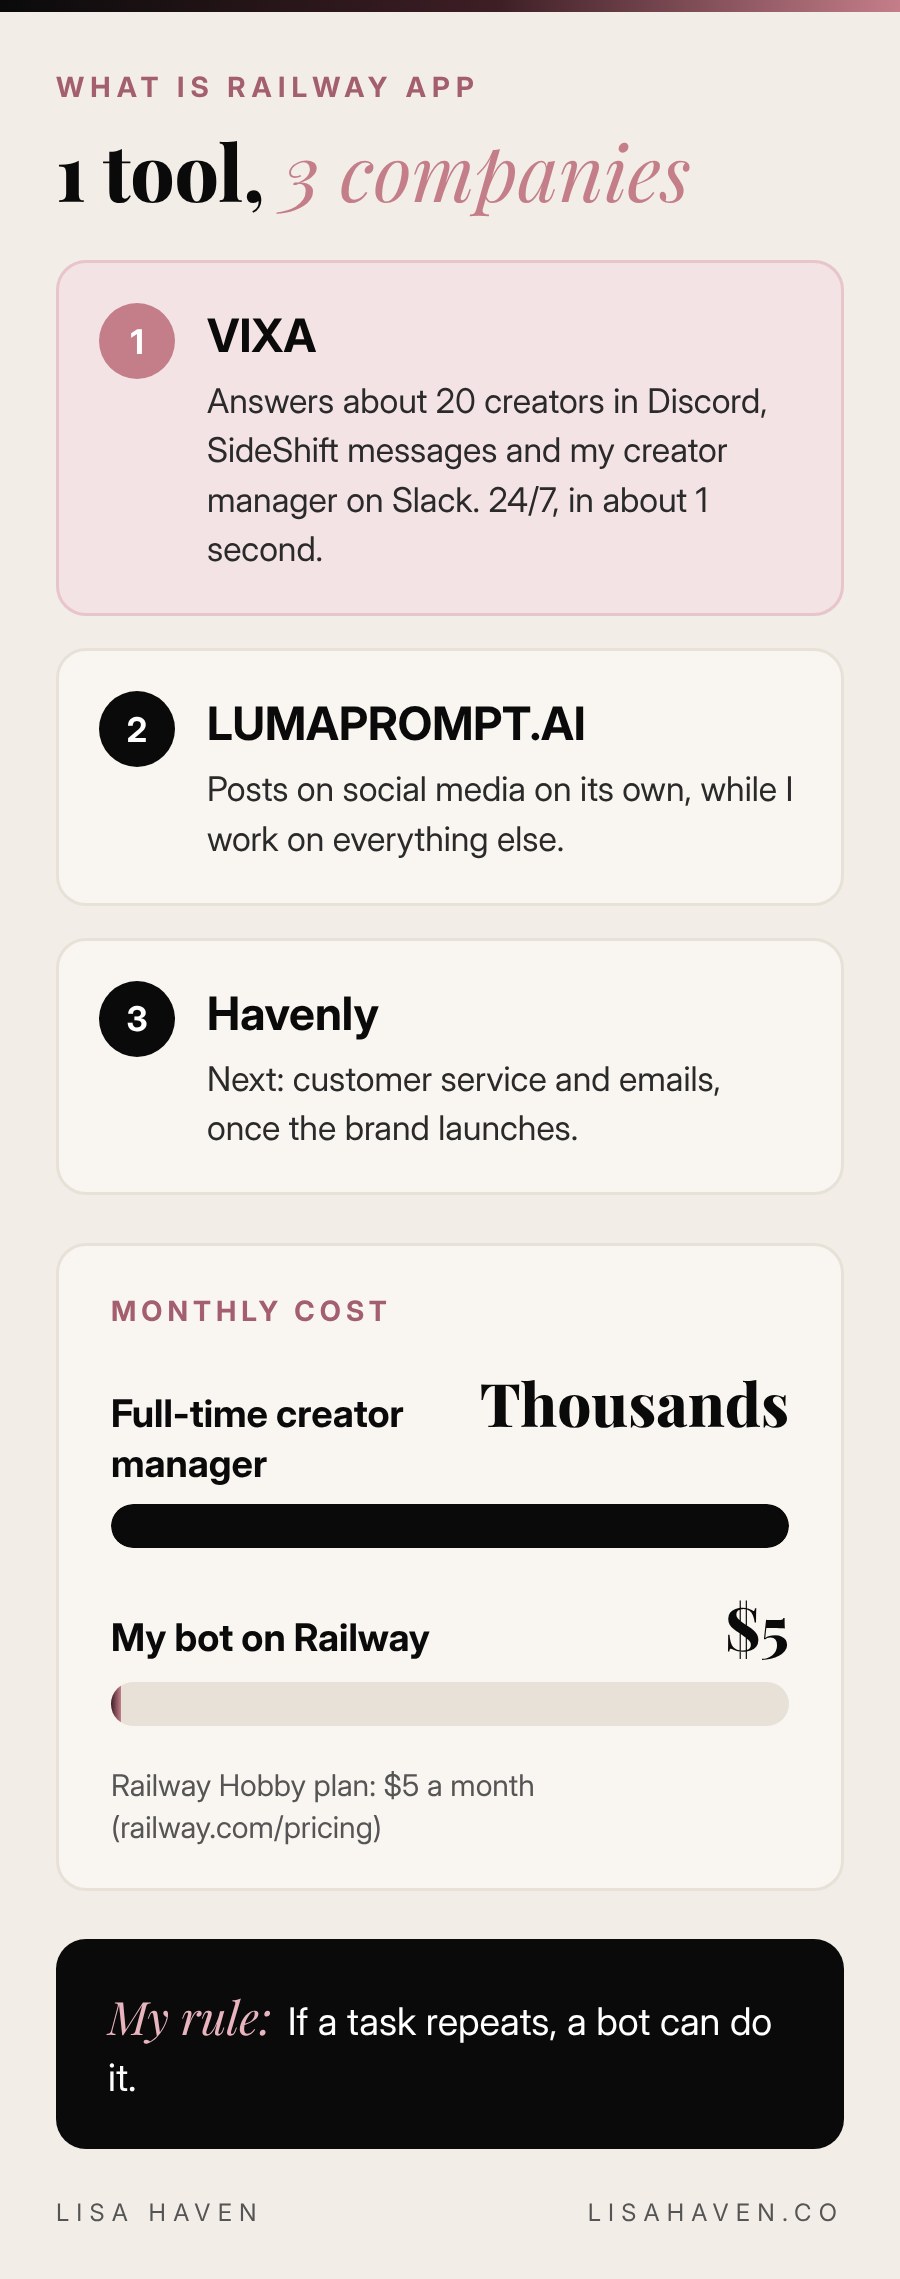 WHAT IS RAILWAY APP
1 tool, 3 companies
1
VIXA
Answers about 20 creators in Discord,
SideShift messages and my creator
manager on Slack. 24/7, in about 1
second.
2
LUMAPROMPT.AI
Posts on social media on its own, while I
work on everything else.
3
Havenly
Next: customer service and emails,
once the brand launches.
MONTHLY COST
Full-time creator
manager
Thousands
My bot on Railway
$5
Railway Hobby plan: $5 a month
(railway.com/pricing)
My rule: If a task repeats, a bot can do
it.
LISA HAVEN
LISAHAVEN.CO